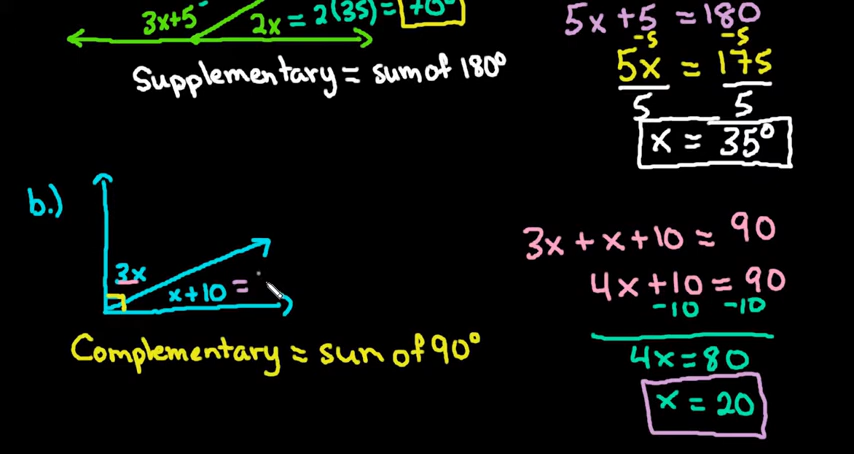 3x+5
2x = 2(35) = 70°
Supplementary = sum of 180°
5x+5 = 180
-5 -5
5x = 175
5 5
x = 35°
b.)
3x
x+10 =
Complementary = sum of 90°
3x + x + 10 = 90
4x + 10 = 90
-10 -10
4x = 80
x = 20